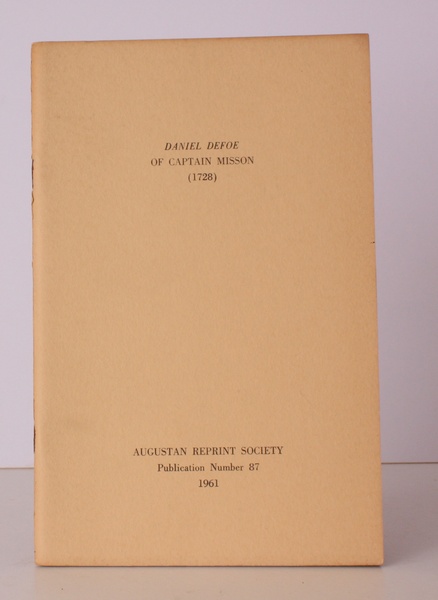 DANIEL DEFOE
OF CAPTAIN MISSON
(1728)
AUGUSTAN REPRINT SOCIETY
Publication Number 87
1961